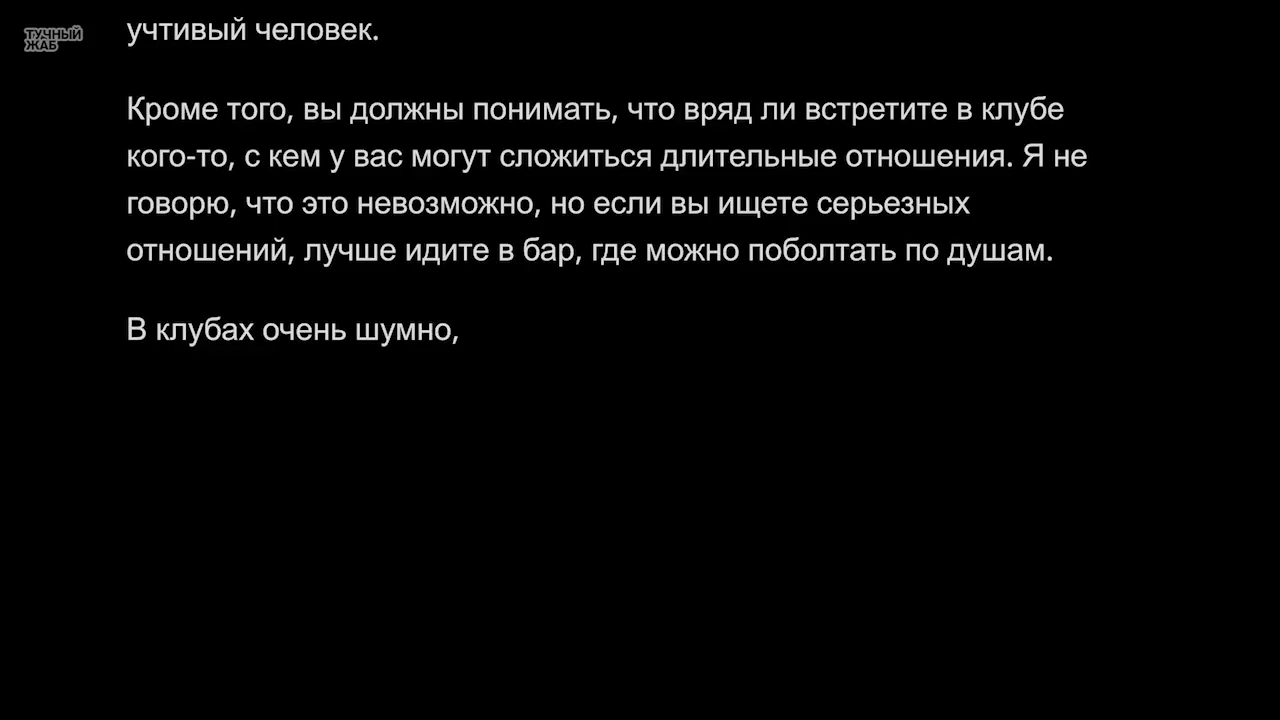 ТУЧНЫЙ
ЖАБ
учтивый человек.
Кроме того, вы должны понимать, что вряд ли встретите в клубе
кого-то, с кем у вас могут сложиться длительные отношения. Я не
говорю, что это невозможно, но если вы ищете серьезных
отношений, лучше идите в бар, где можно поболтать по душам.
В клубах очень шумно,